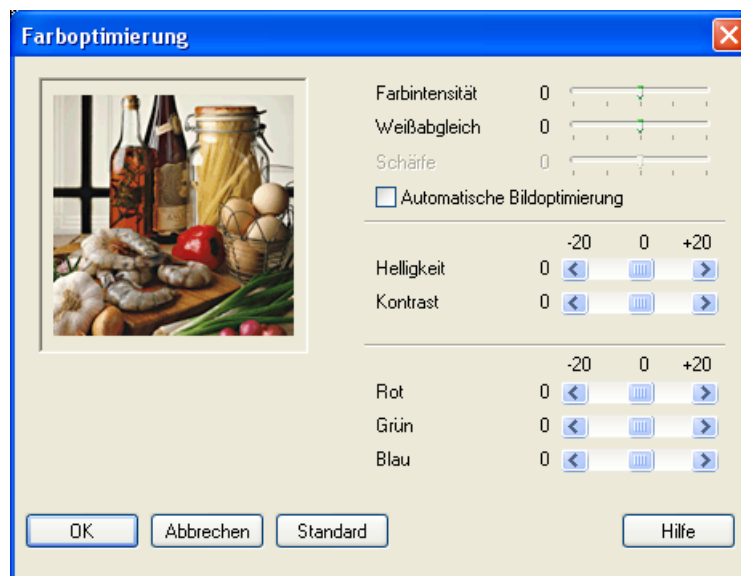 Farboptimierung
Farbintensität 0
Weißabgleich 0
Schärfe 0
Automatische Bildoptimierung
-20 0 +20
Helligkeit 0
Kontrast 0
-20 0 +20
Rot 0
Grün 0
Blau 0
OK Abbrechen Standard Hilfe